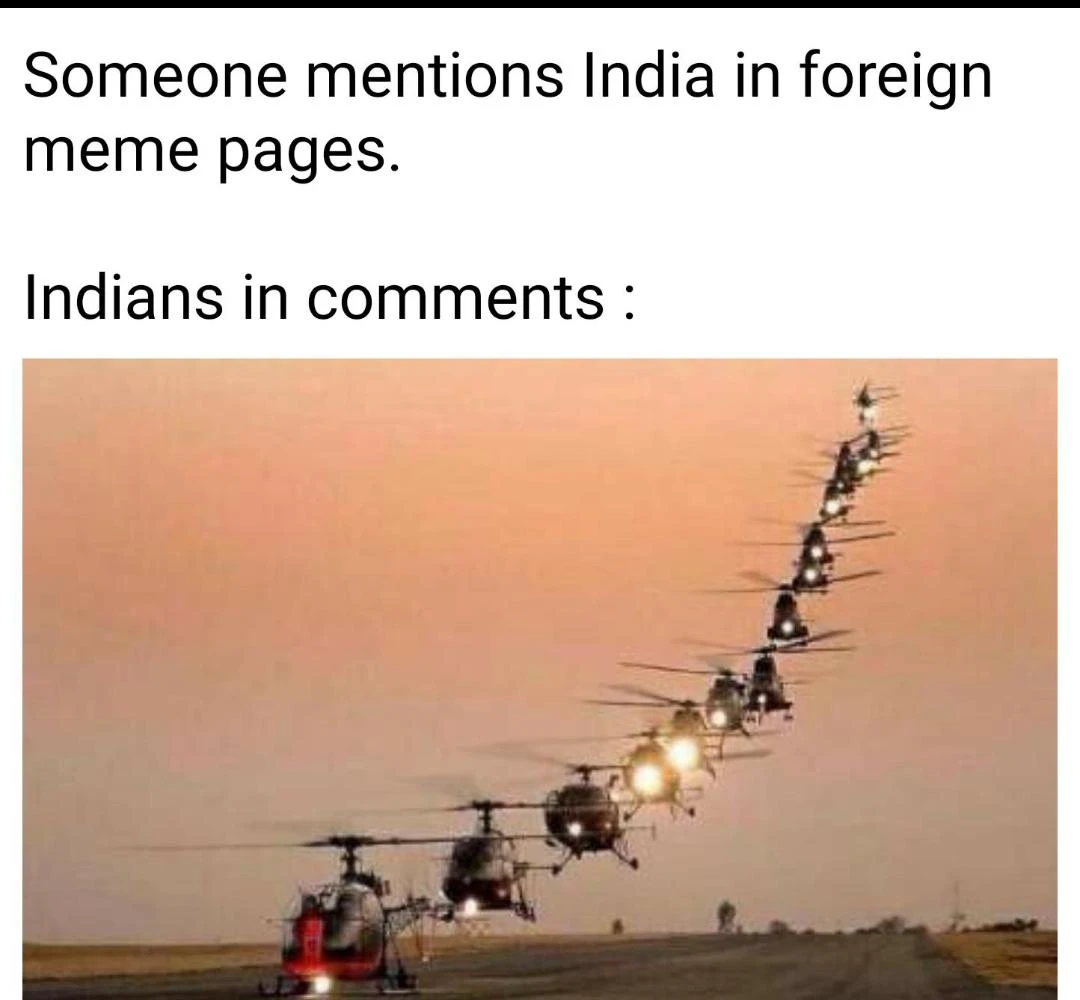 Someone mentions India in foreign
meme pages.
Indians in comments :